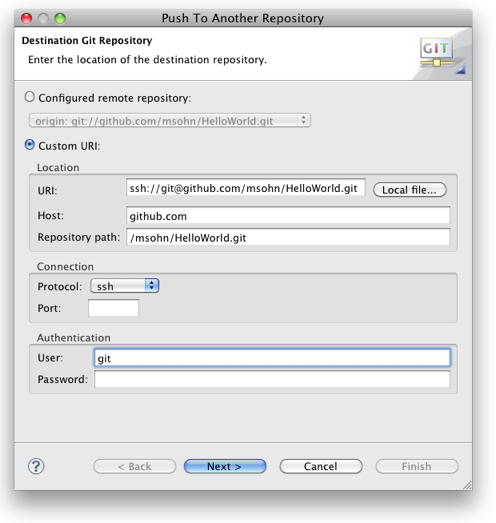 Push To Another Repository
Destination Git Repository
Enter the location of the destination repository.
GIT
Configured remote repository:
origin: git://github.com/msohn/HelloWorld.git
Custom URI:
Location
URI: ssh://git@github.com/msohn/HelloWorld.git Local file...
Host: github.com
Repository path: /msohn/HelloWorld.git
Connection
Protocol: ssh
Port:
Authentication
User: git
Password:
? < Back Next > Cancel Finish